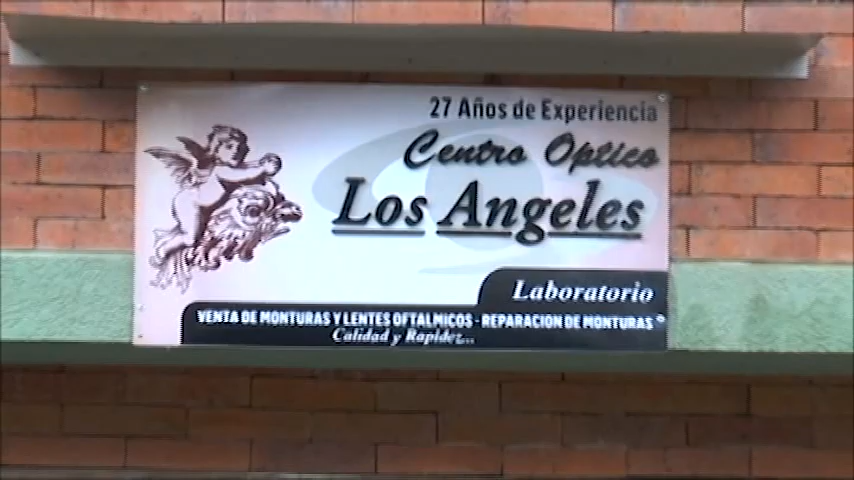 27 Años de Experiencia
Centro Optico
Los Angeles
Laboratorio
VENTA DE MONTURAS Y LENTES OFTALMICOS - REPARACION DE MONTURAS
Calidad y Rapidez...